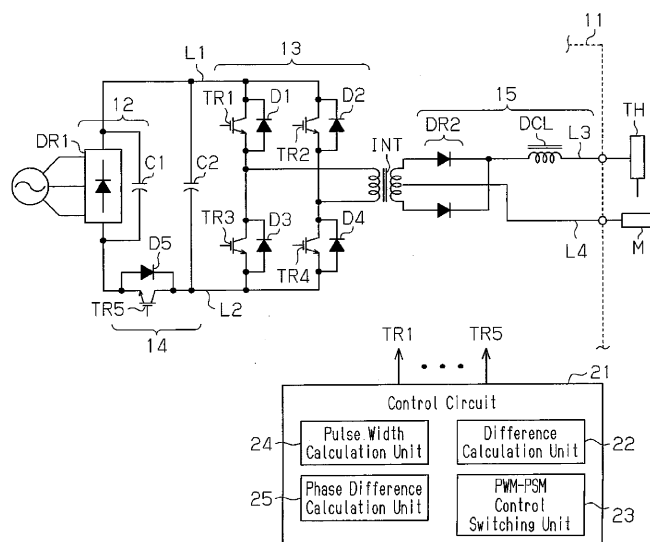 11
L1
13
12
TR1
D1
D2
15
TH
DR1
DR2
DCL
L3
C1
C2
TR2
INT
TR3
D3
D4
M
D5
L4
TR4
TR5
L2
14
TR1 TR5
21
Control Circuit
24
Pulse Width
Calculation Unit
Difference
Calculation Unit
22
25
Phase Difference
Calculation Unit
PWM-PSM
Control
Switching Unit
23